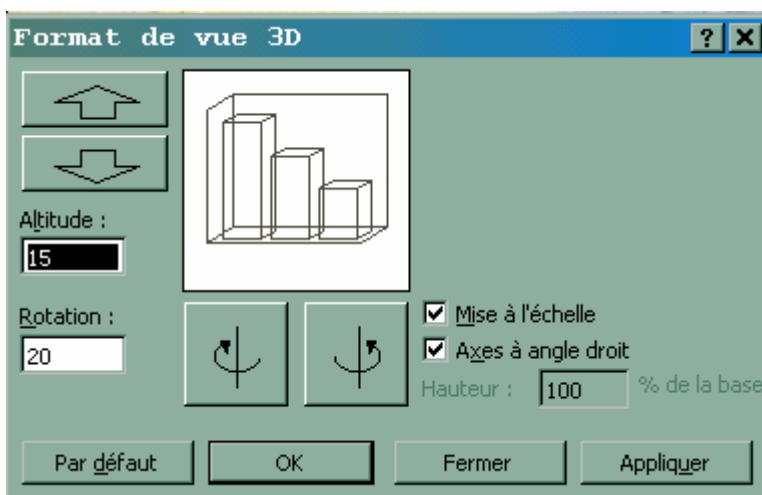 Format de vue 3D
Altitude :
15
Rotation :
20
Mise à l'échelle
Axes à angle droit
Hauteur : 100 % de la base
Par défaut OK Fermer Appliquer